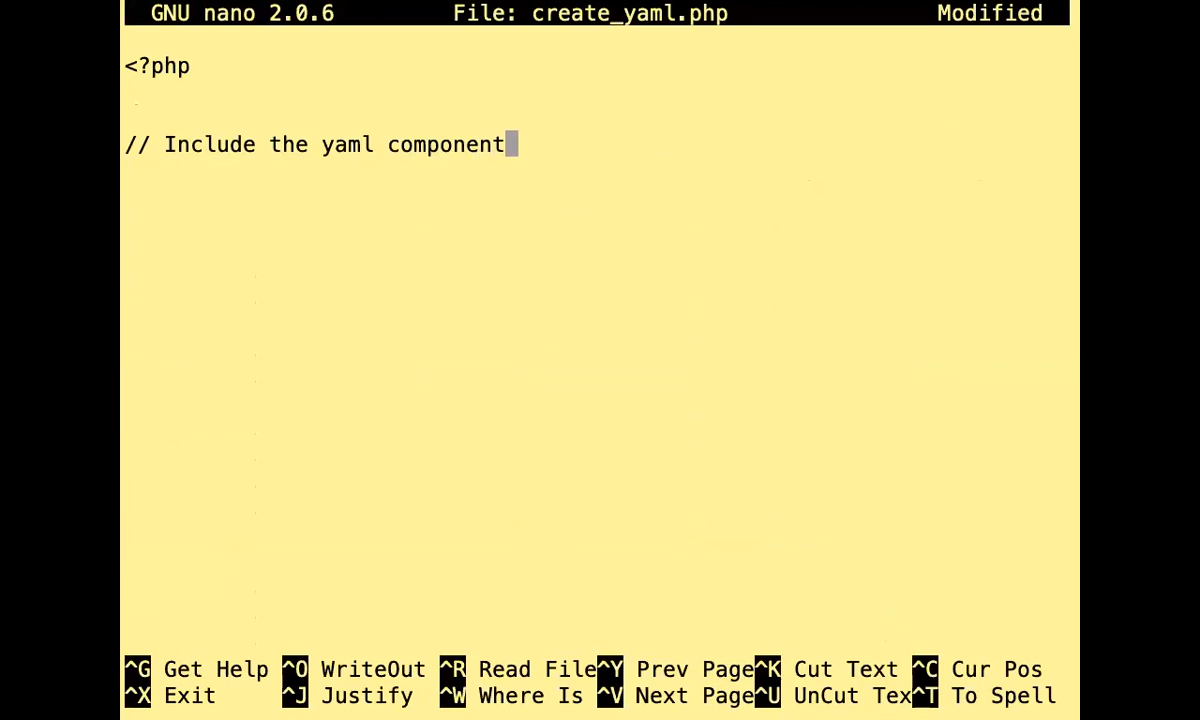 GNU nano 2.0.6 File: create_yaml.php Modified
<?php
// Include the yaml component
^G Get Help ^O WriteOut ^R Read File ^Y Prev Page ^K Cut Text ^C Cur Pos
^X Exit ^J Justify ^W Where Is ^V Next Page ^U UnCut Tex ^T To Spell